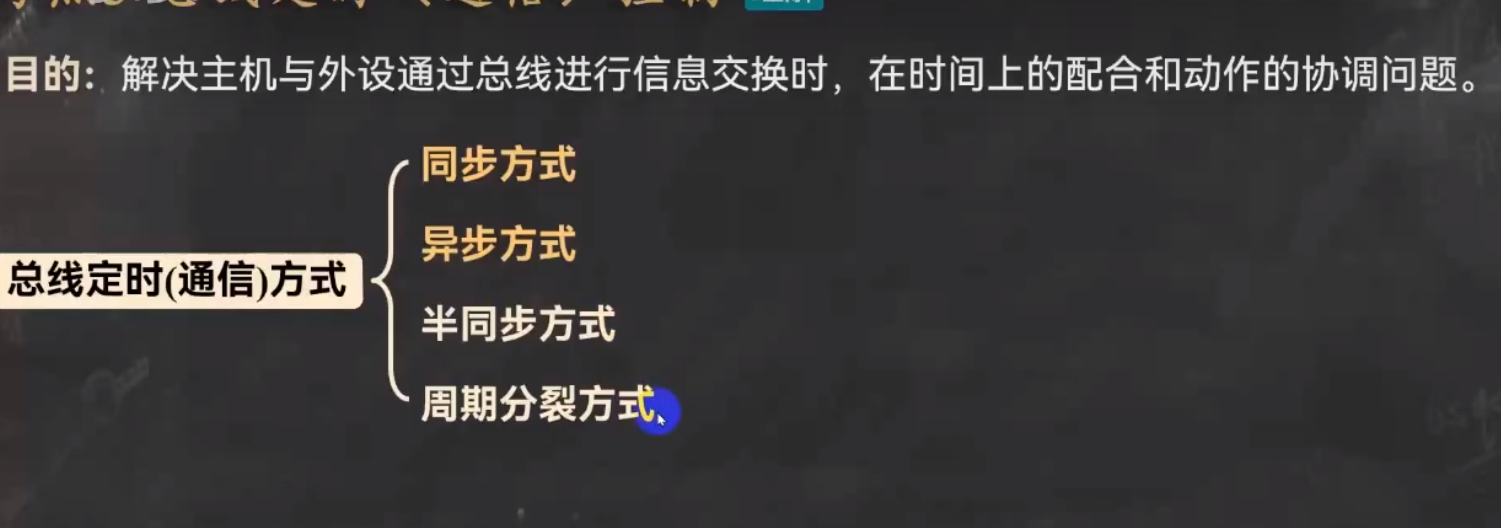 目的：解决主机与外设通过总线进行信息交换时，在时间上的配合和动作的协调问题。
同步方式
异步方式
总线定时(通信)方式
半同步方式
周期分裂方式